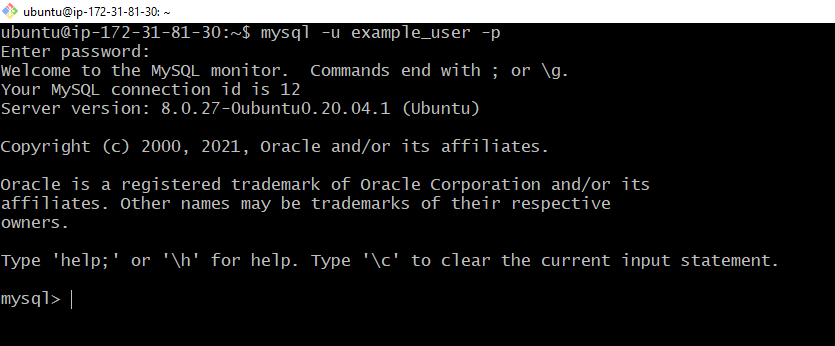 ubuntu@ip-172-31-81-30: ~
ubuntu@ip-172-31-81-30:~$ mysql -u example_user -p
Enter password:
Welcome to the MySQL monitor.  Commands end with ; or \g.
Your MySQL connection id is 12
Server version: 8.0.27-0ubuntu0.20.04.1 (Ubuntu)

Copyright (c) 2000, 2021, Oracle and/or its affiliates.

Oracle is a registered trademark of Oracle Corporation and/or its
affiliates. Other names may be trademarks of their respective
owners.

Type 'help;' or '\h' for help. Type '\c' to clear the current input statement.

mysql>